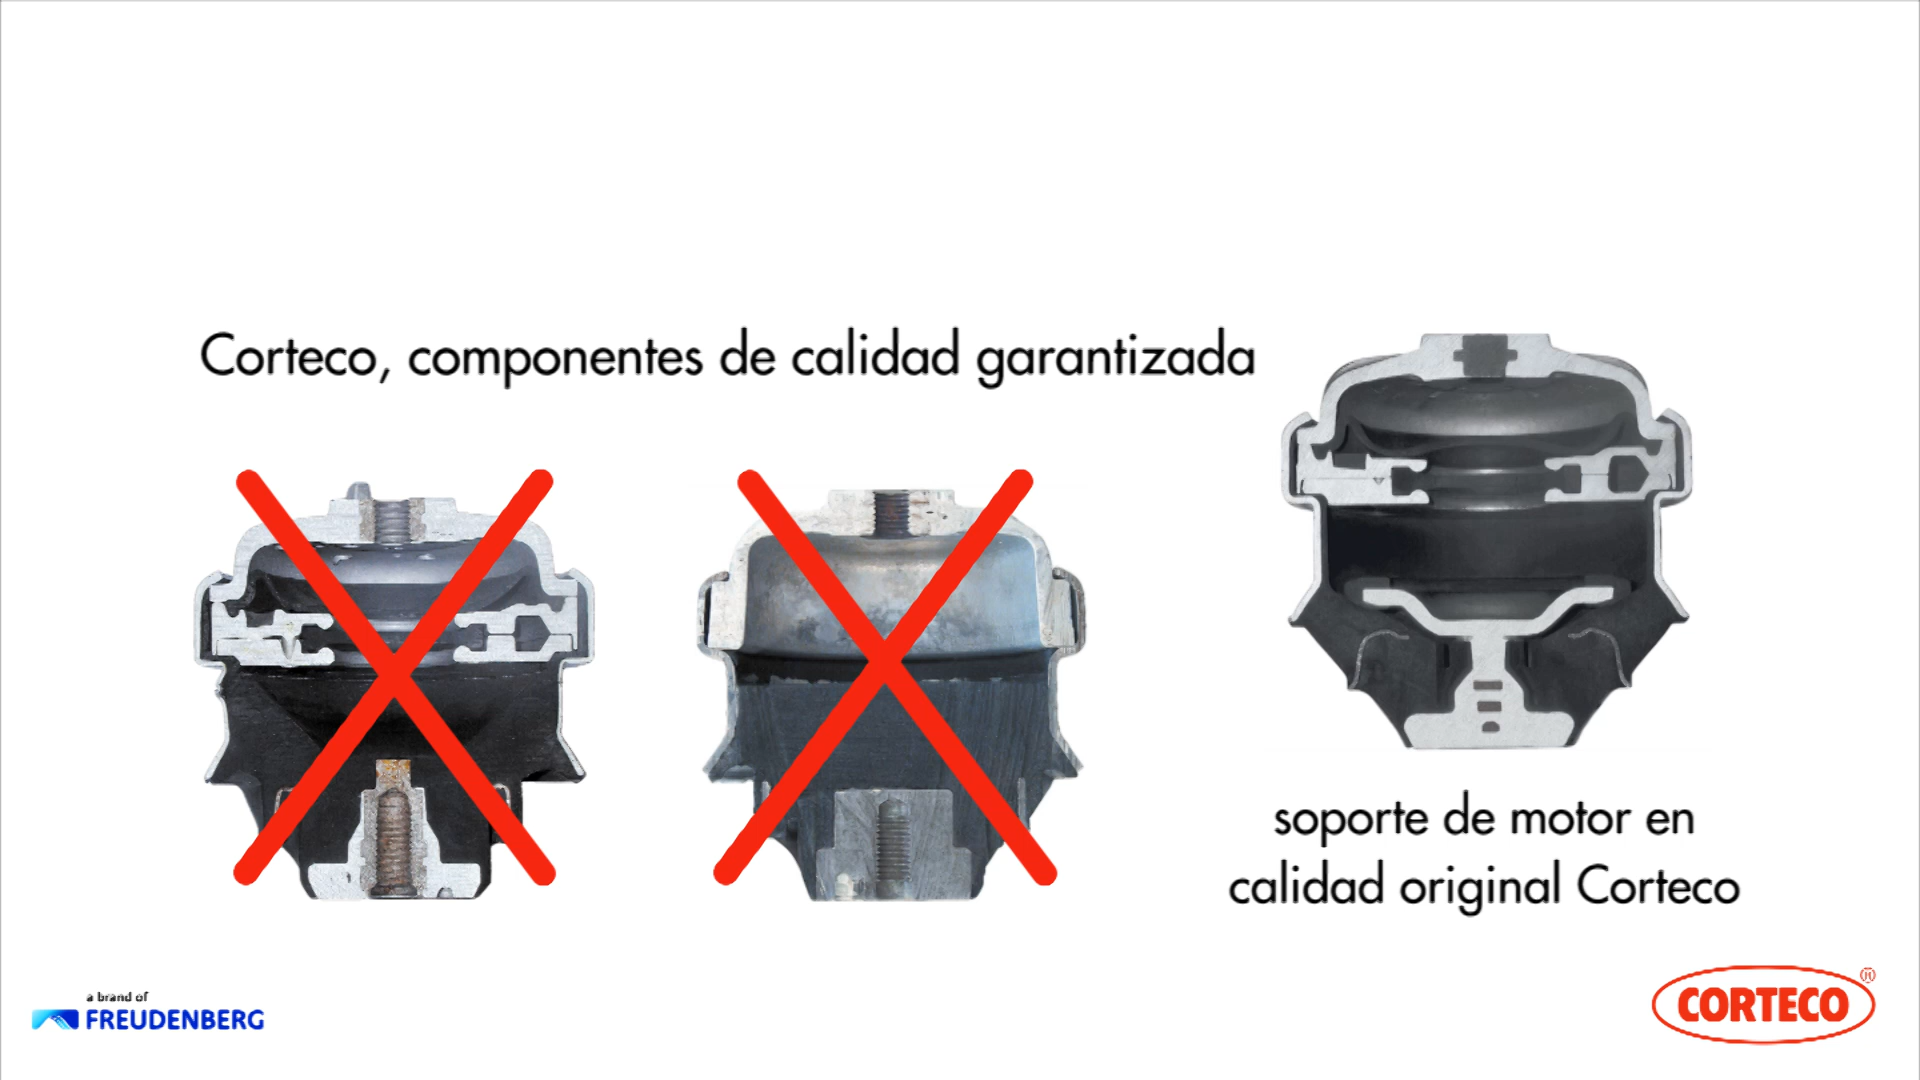 Corteco, componentes de calidad garantizada
soporte de motor en
calidad original Corteco
a brand of
FREUDENBERG
CORTECO®